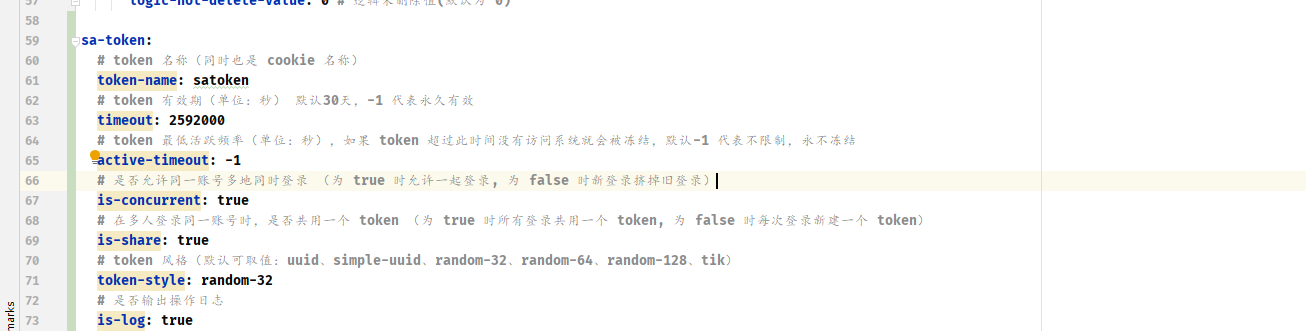 57 logic-not-delete-value: 0 # 逻辑未删除值(默认为 0)
58
59 sa-token:
60 # token 名称（同时也是 cookie 名称）
61 token-name: satoken
62 # token 有效期（单位：秒） 默认30天，-1 代表永久有效
63 timeout: 2592000
64 # token 最低活跃频率（单位：秒），如果 token 超过此时间没有访问系统就会被冻结，默认-1 代表不限制，永不冻结
65 active-timeout: -1
66 # 是否允许同一账号多地同时登录 （为 true 时允许一起登录, 为 false 时新登录挤掉旧登录）
67 is-concurrent: true
68 # 在多人登录同一账号时，是否共用一个 token （为 true 时所有登录共用一个 token, 为 false 时每次登录新建一个 token）
69 is-share: true
70 # token 风格（默认可取值：uuid、simple-uuid、random-32、random-64、random-128、tik）
71 token-style: random-32
72 # 是否输出操作日志
73 is-log: true
marks